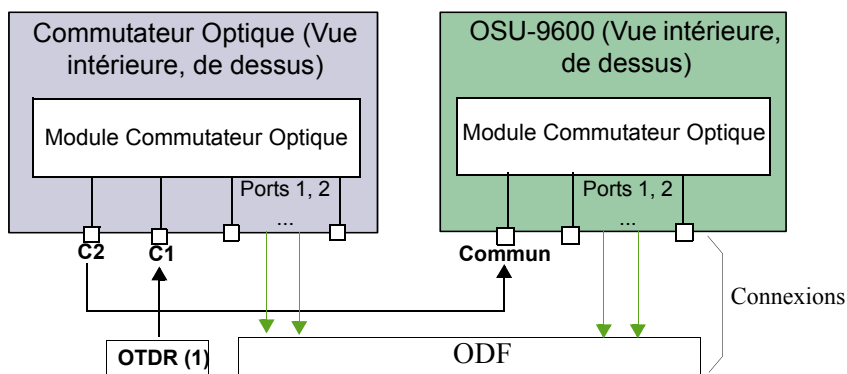 Commutateur Optique (Vue
intérieure, de dessus)
Module Commutateur Optique
Ports 1, 2
...
C2
C1
OSU-9600 (Vue intérieure,
de dessus)
Module Commutateur Optique
Ports 1, 2
...
Commun
Connexions
OTDR (1)
ODF